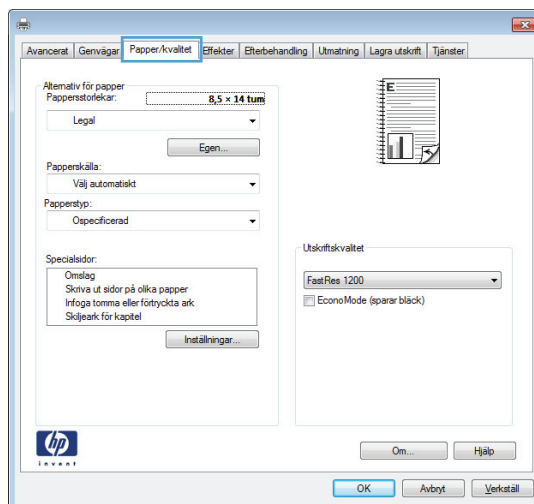 Avancerat Genvägar Papper/kvalitet Effekter Efterbehandling Utmatning Lagra utskrift Tjänster
Alternativ för papper
Pappersstorlekar: 8,5 × 14 tum
Legal
Egen...
Papperskälla:
Välj automatiskt
Papperstyp:
Ospecificerad
Specialsidor:
Omslag
Skriva ut sidor på olika papper
Infoga tomma eller förtryckta ark
Skiljeark för kapitel
Inställningar...
E
Utskriftskvalitet
FastRes 1200
EconoMode (sparar bläck)
hp
invent
Om... Hjälp
OK Avbryt Verkställ